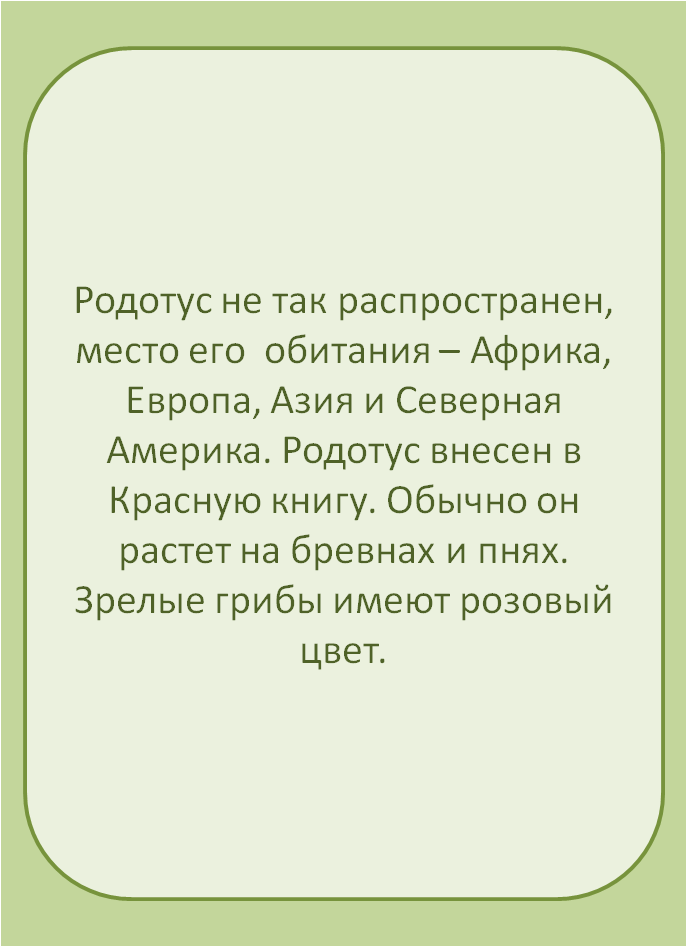 Родотус не так распространен,
место его  обитания – Африка,
Европа, Азия и Северная
Америка. Родотус внесен в
Красную книгу. Обычно он
растет на бревнах и пнях.
Зрелые грибы имеют розовый
цвет.